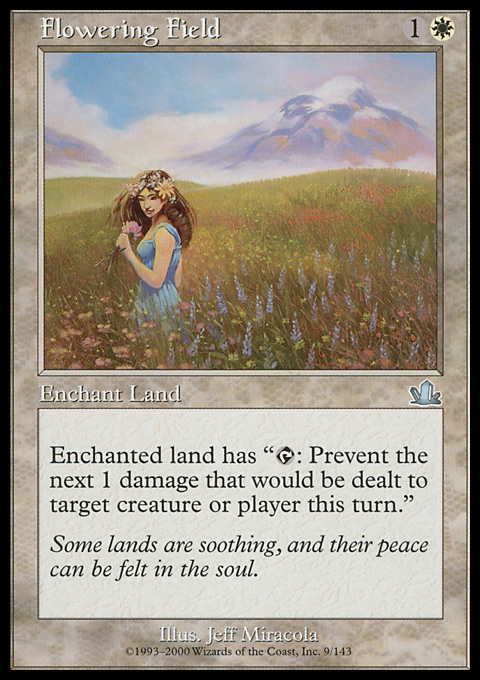 Flowering Field 1
Enchant Land
Enchanted land has “: Prevent the
next 1 damage that would be dealt to
target creature or player this turn.”
Some lands are soothing, and their peace
can be felt in the soul.
Illus. Jeff Miracola
©1993–2000 Wizards of the Coast, Inc. 9/143